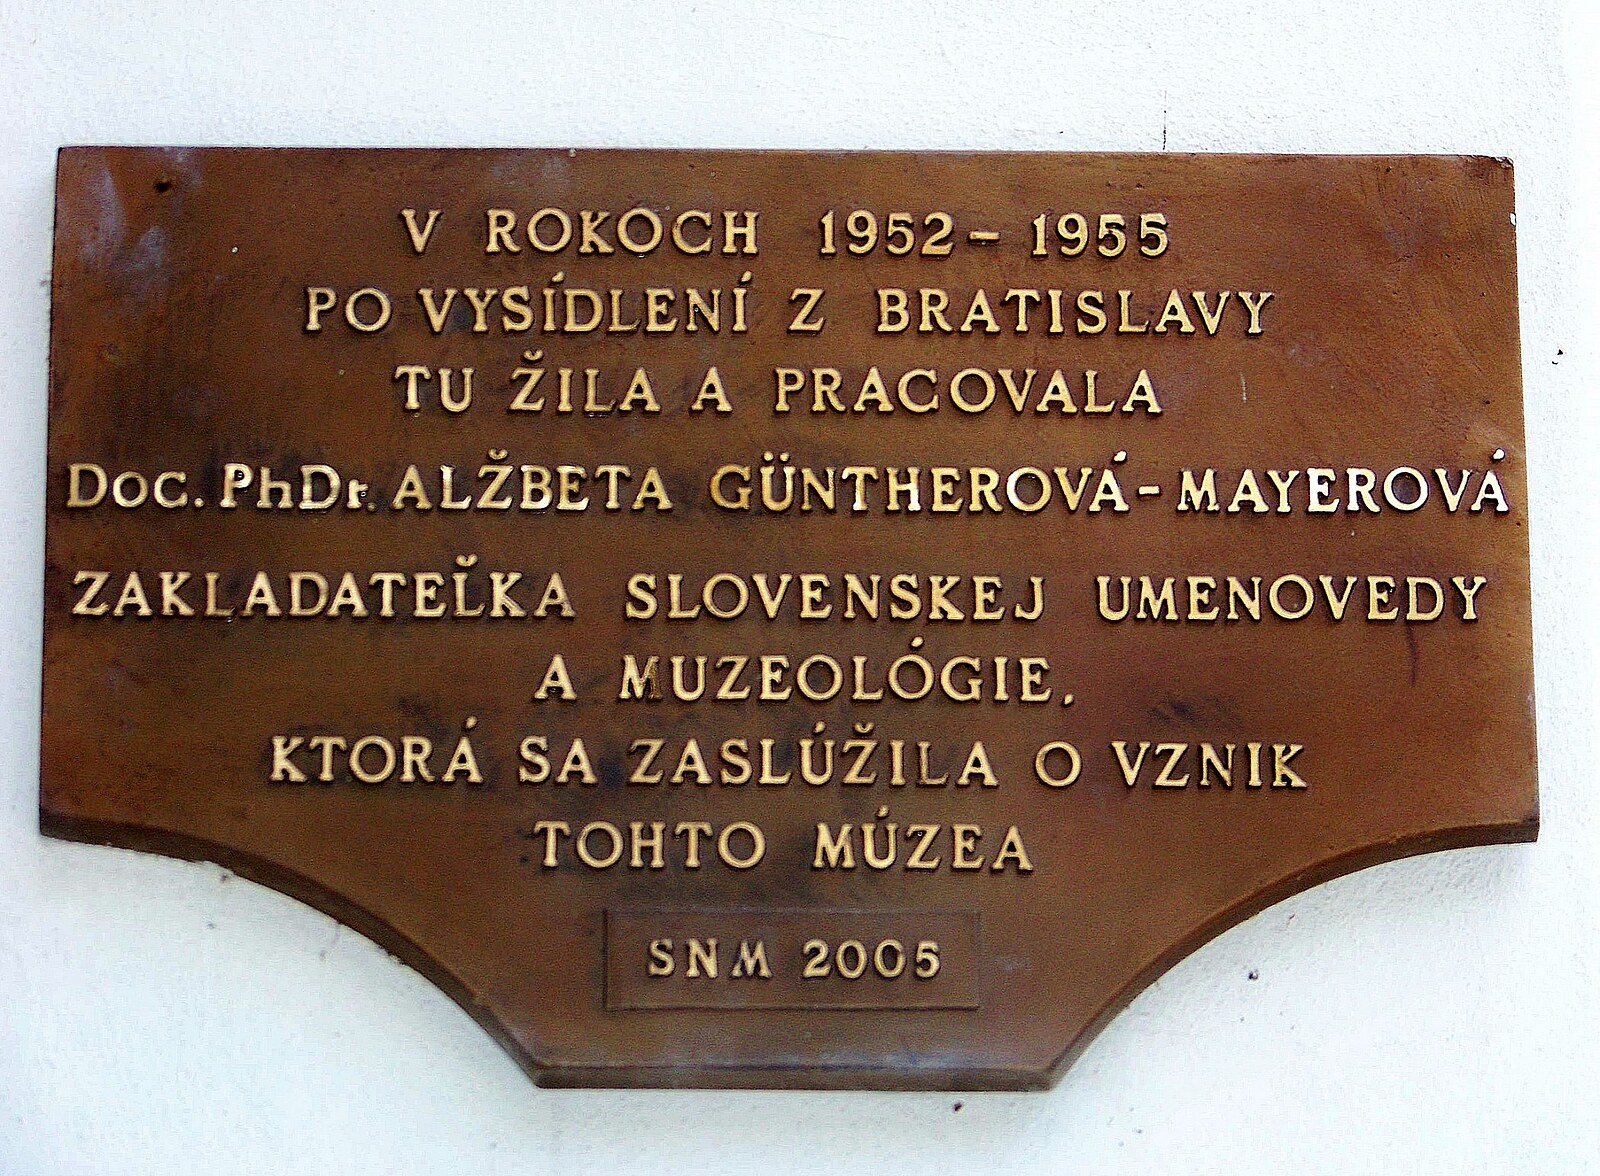 V ROKOCH 1952 – 1955
PO VYSÍDLENÍ Z BRATISLAVY
TU ŽILA A PRACOVALA
Doc. PhDr. ALŽBETA GÜNTHEROVÁ-MAYEROVÁ
ZAKLADATEĽKA SLOVENSKEJ UMENOVEDY
A MUZEOLÓGIE,
KTORÁ SA ZASLÚŽILA O VZNIK
TOHTO MÚZEA
SNM 2005